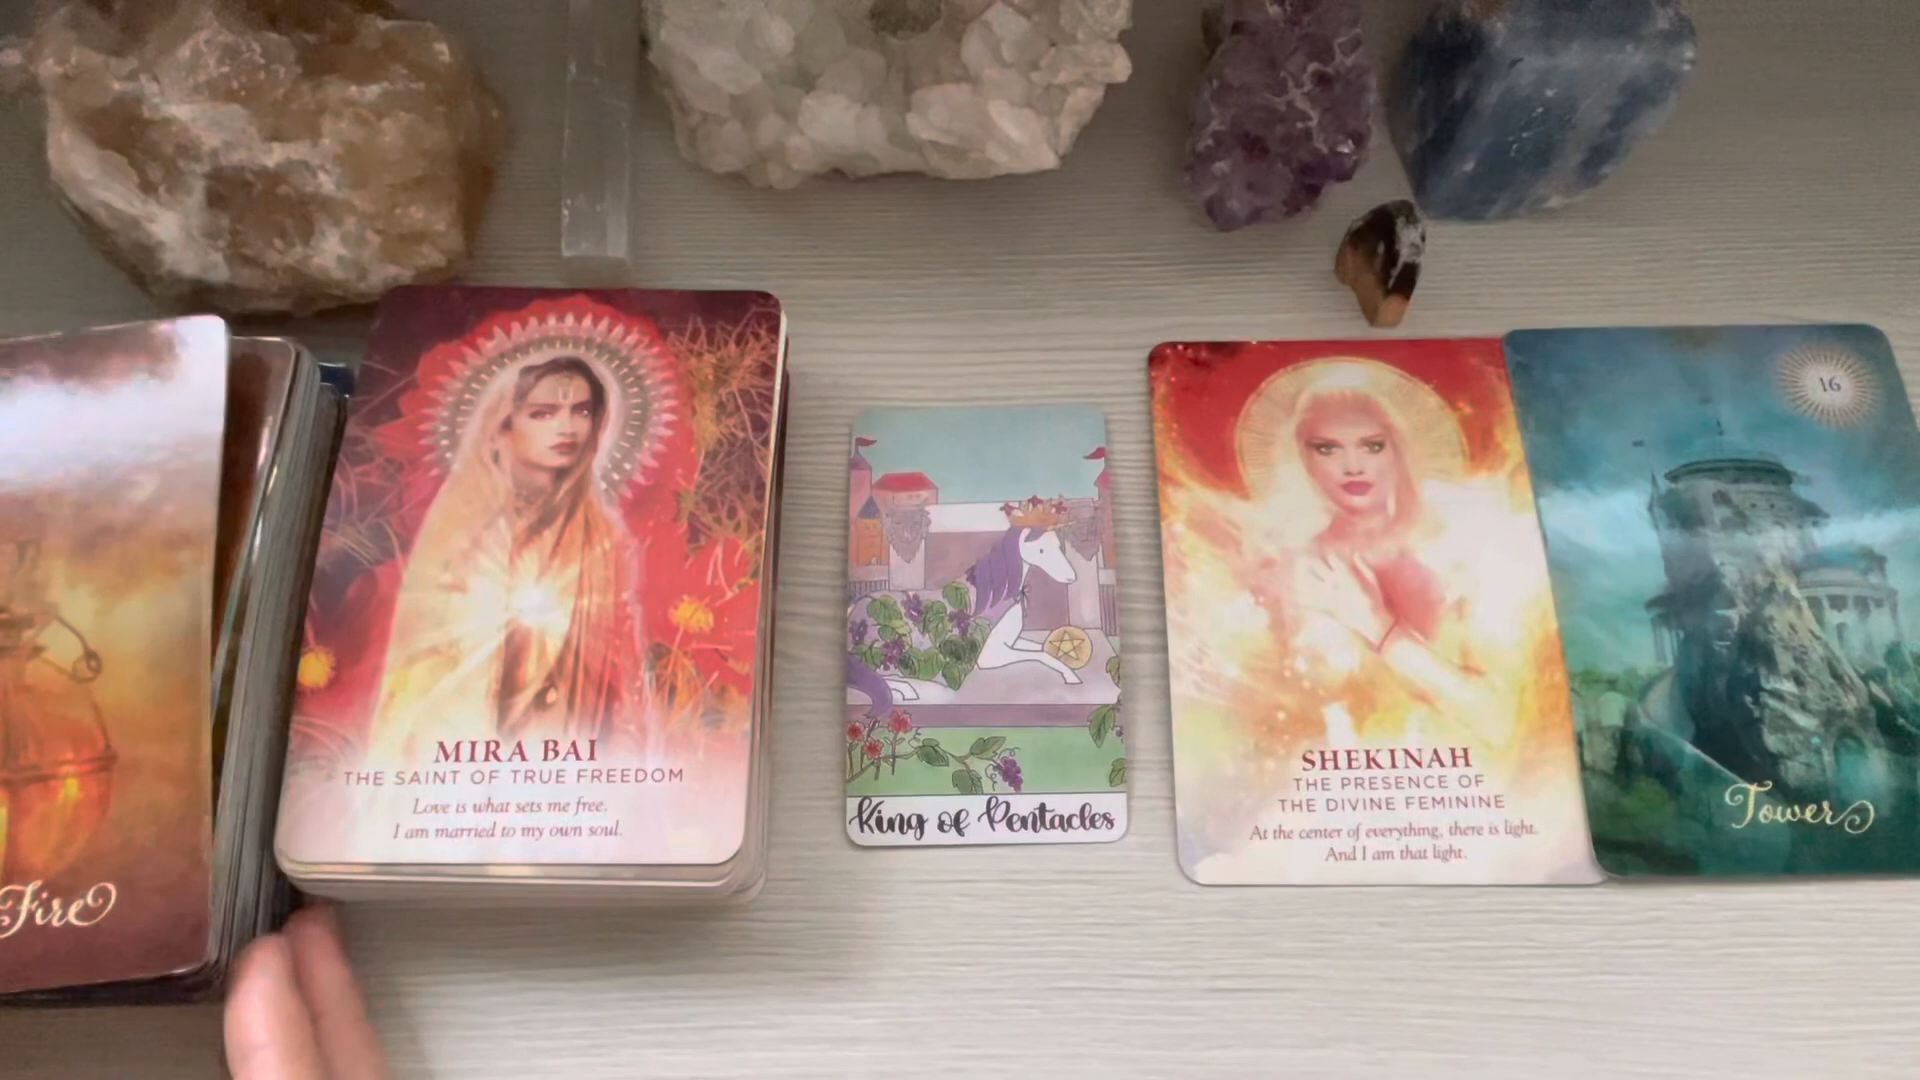 Fire
MIRA BAI
THE SAINT OF TRUE FREEDOM
Love is what sets me free.
I am married to my own soul.
King of Pentacles
SHEKINAH
THE PRESENCE OF
THE DIVINE FEMININE
At the center of everything, there is light.
And I am that light.
16
Tower